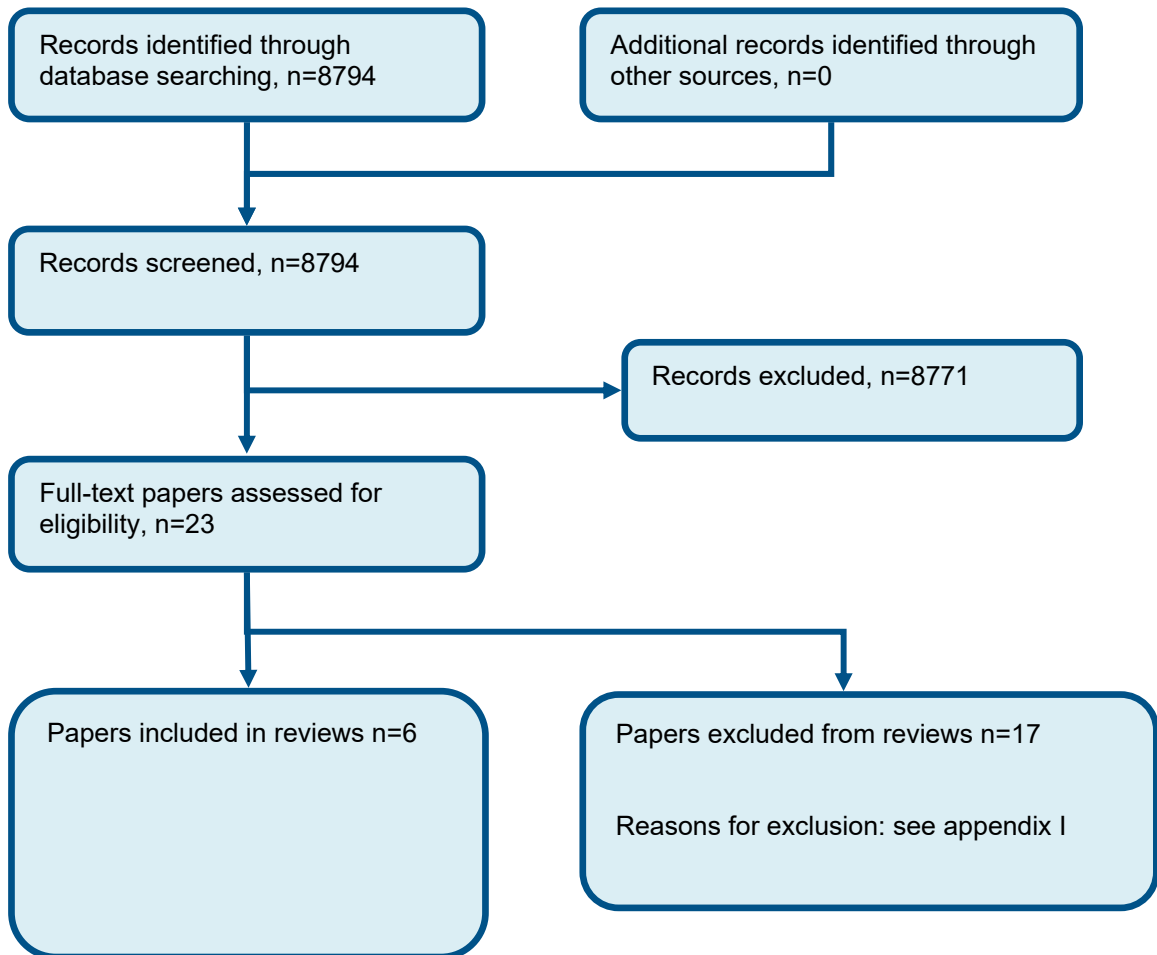 Records identified through
database searching, n=8794
Additional records identified through
other sources, n=0
Records screened, n=8794
Records excluded, n=8771
Full-text papers assessed for
eligibility, n=23
Papers included in reviews n=6
Papers excluded from reviews n=17
Reasons for exclusion: see appendix I